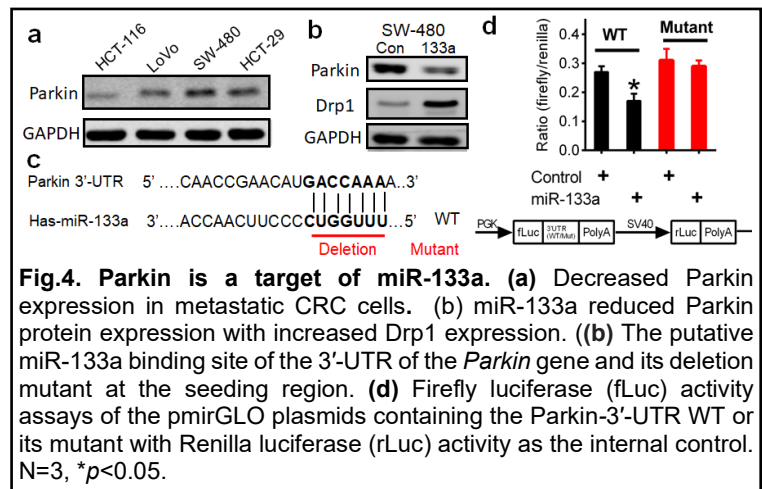 a
HCT-116 LoVo SW-480 HCT-29
Parkin
GAPDH
b
SW-480
Con 133a
Parkin
Drp1
GAPDH
c
Parkin 3'-UTR 5' ....CAACCGAACAUGACCAAAA..3'
Has-miR-133a 3'....ACCAACUUCCCCUGGUUU...5' WT
Deletion Mutant
d
WT Mutant
Ratio (firefly/renilla)
0.4
0.3
0.2
0.1
0.0
*
Control + +
miR-133a + +
PGK fLuc 3'UTR (WT/Mut) PolyA SV40 rLuc PolyA
Fig.4. Parkin is a target of miR-133a. (a) Decreased Parkin
expression in metastatic CRC cells. (b) miR-133a reduced Parkin
protein expression with increased Drp1 expression. ((b) The putative
miR-133a binding site of the 3′-UTR of the Parkin gene and its deletion
mutant at the seeding region. (d) Firefly luciferase (fLuc) activity
assays of the pmirGLO plasmids containing the Parkin-3′-UTR WT or
its mutant with Renilla luciferase (rLuc) activity as the internal control.
N=3, *p<0.05.